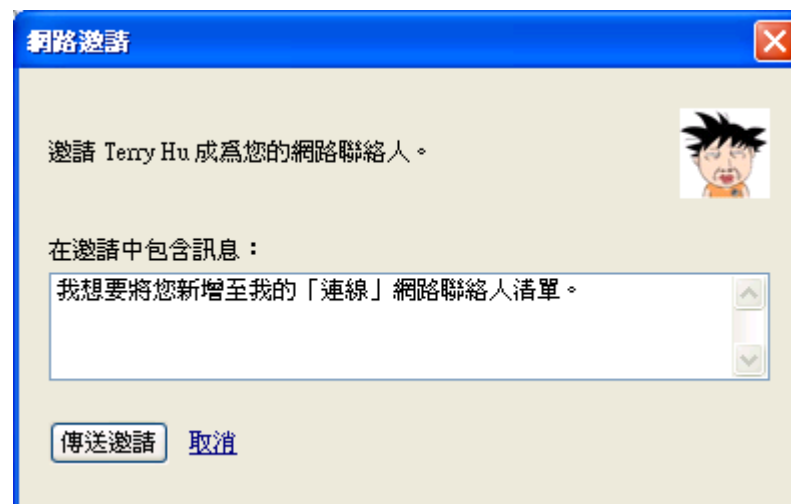 網路邀請
邀請 Terry Hu 成為您的網路聯絡人。
在邀請中包含訊息：
我想要將您新增至我的「連線」網路聯絡人清單。
傳送邀請 取消